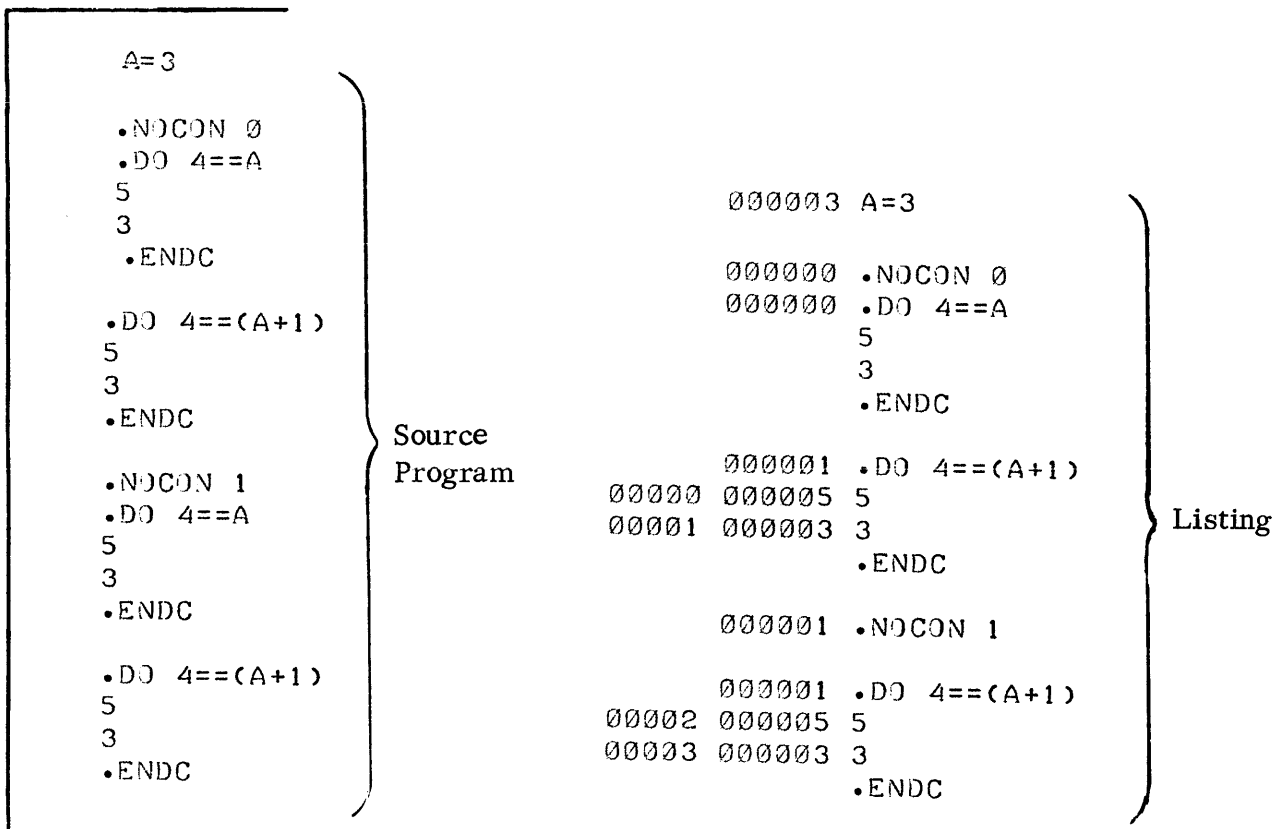 A=3
.NOCON 0
.DO 4==A
5
3
.ENDC
.DO 4==(A+1)
5
3
.ENDC
.NOCON 1
.DO 4==A
5
3
.ENDC
.DO 4==(A+1)
5
3
.ENDC
Source
Program
000003 A=3
000000 .NOCON 0
000000 .DO 4==A
5
3
.ENDC
000001 .DO 4==(A+1)
00000 000005 5
00001 000003 3
.ENDC
000001 .NOCON 1
000001 .DO 4==(A+1)
00002 000005 5
00003 000003 3
.ENDC
Listing